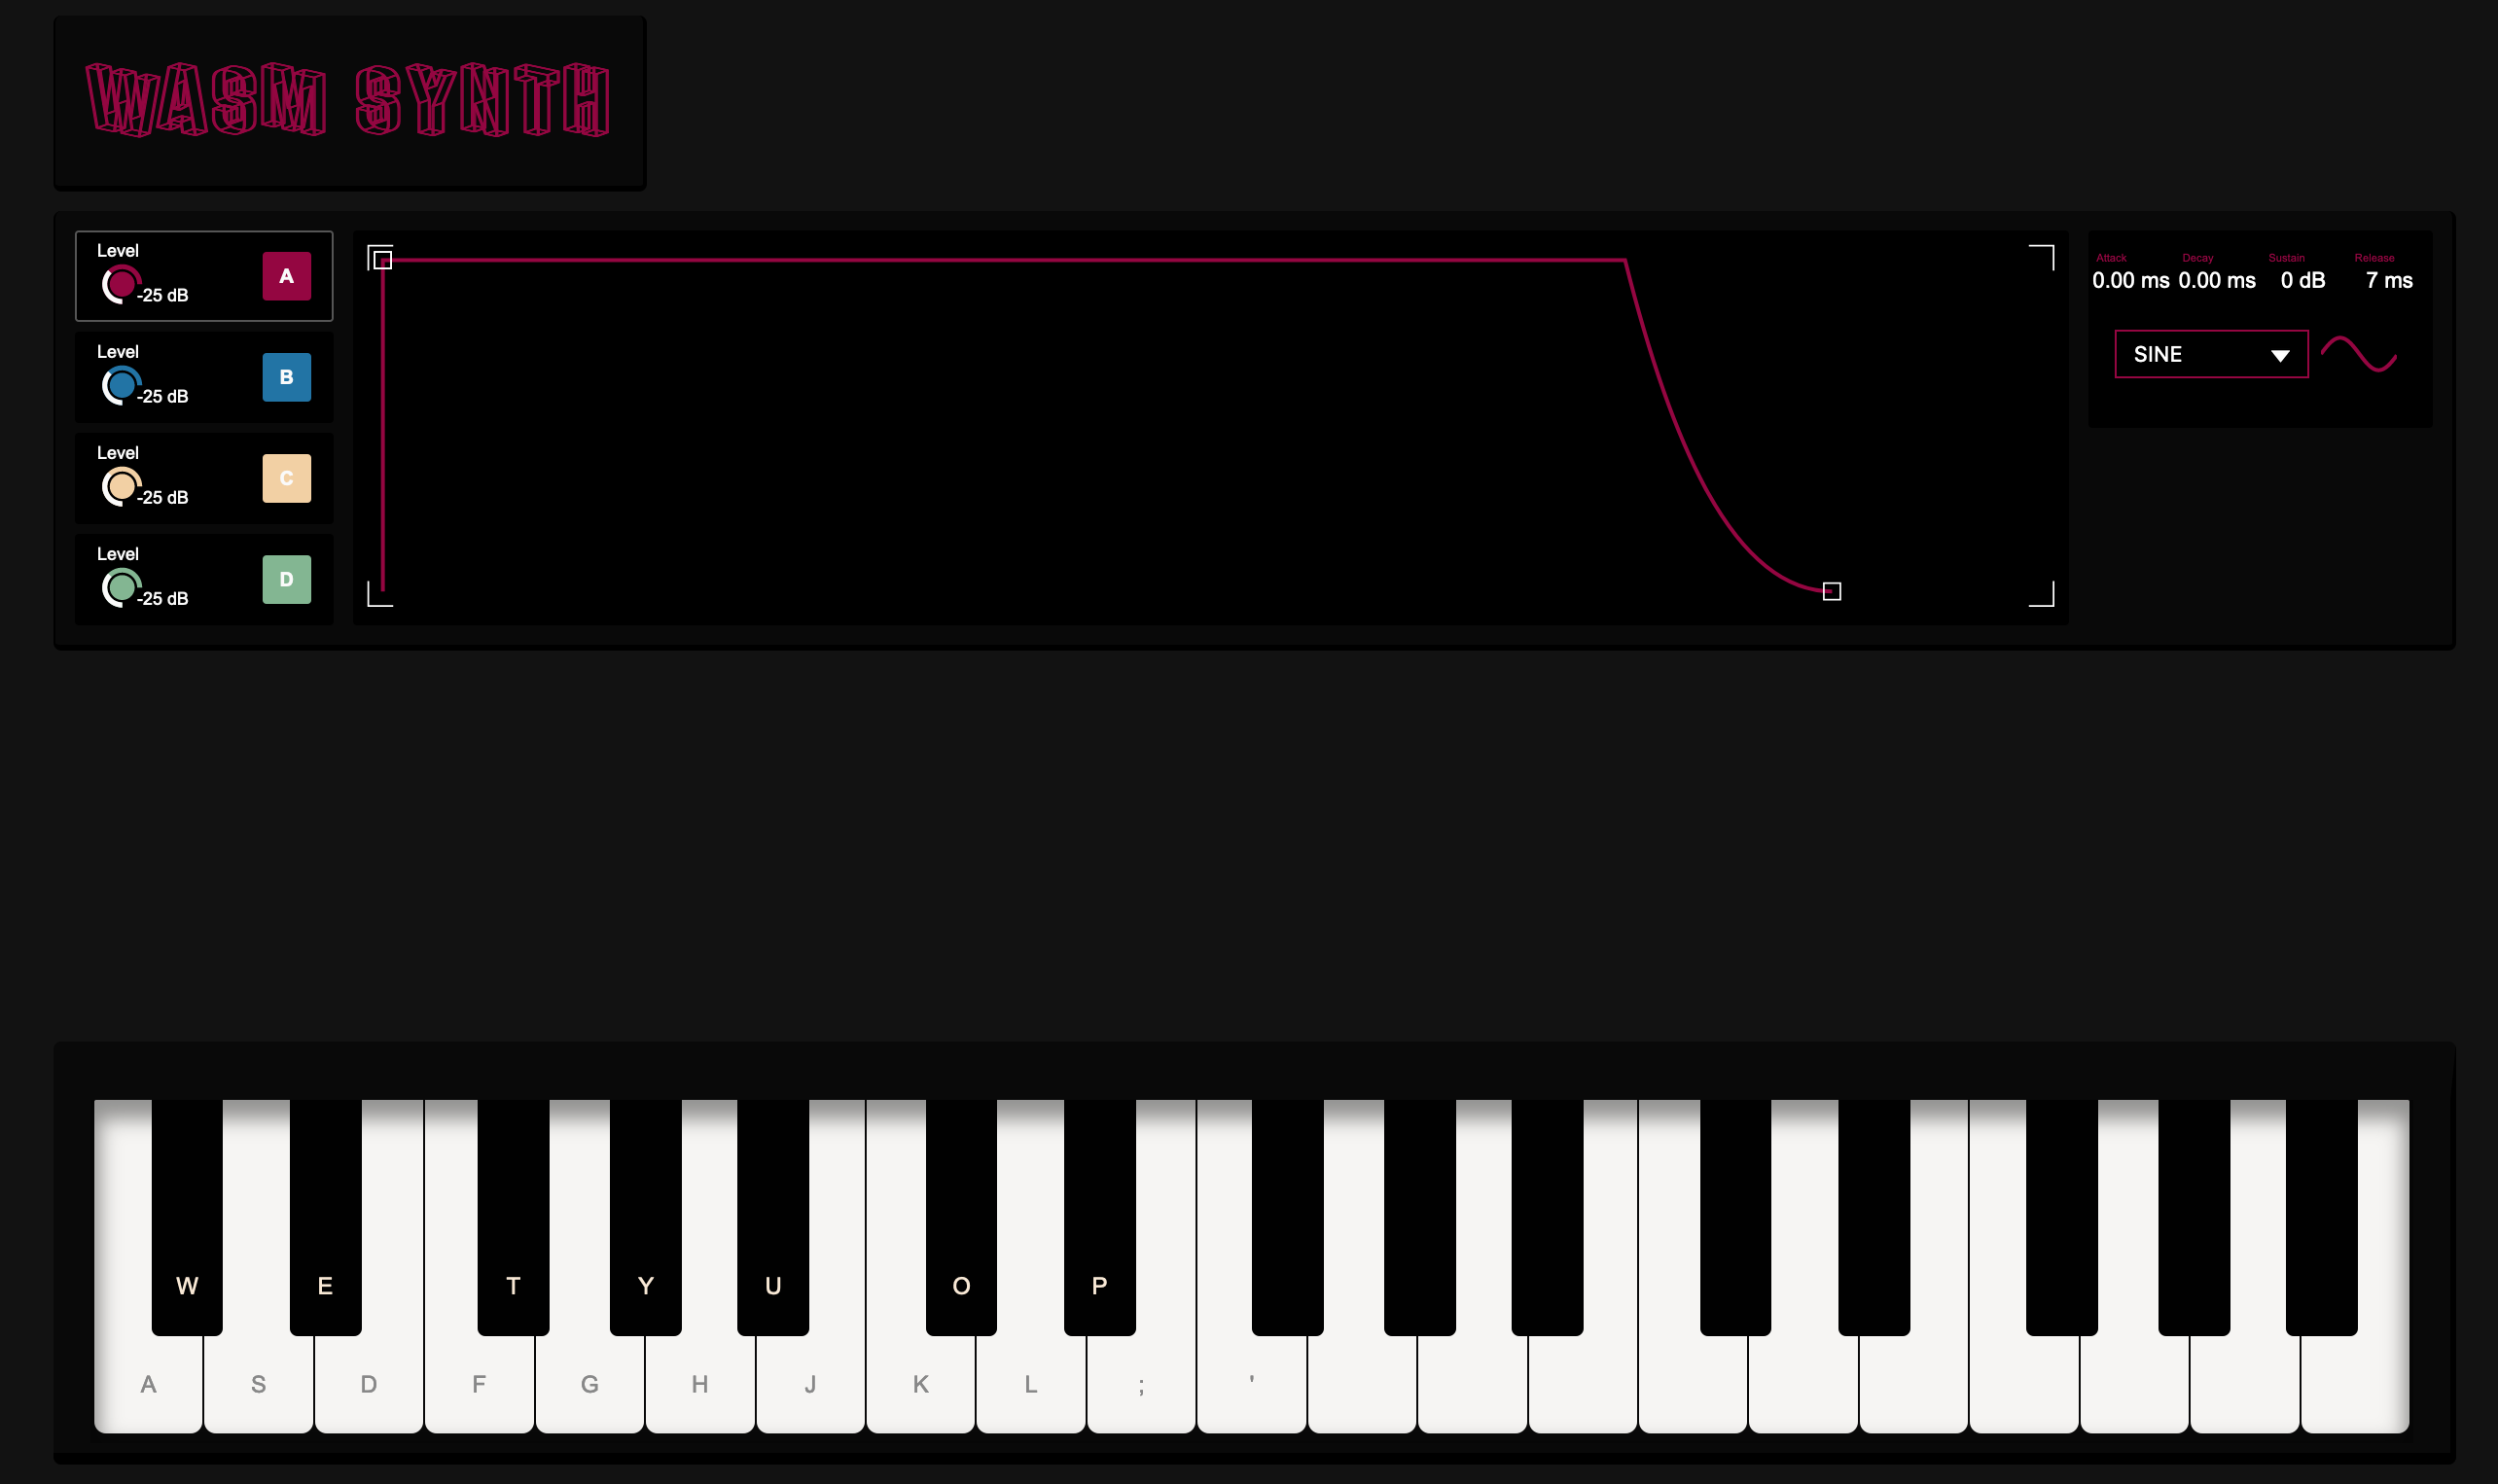 WASM SYNTH
Level
-25 dB
A
Level
-25 dB
B
Level
-25 dB
C
Level
-25 dB
D
Attack Decay Sustain Release
0.00 ms 0.00 ms 0 dB 7 ms
SINE
W E T Y U O P
A S D F G H J K L ; '